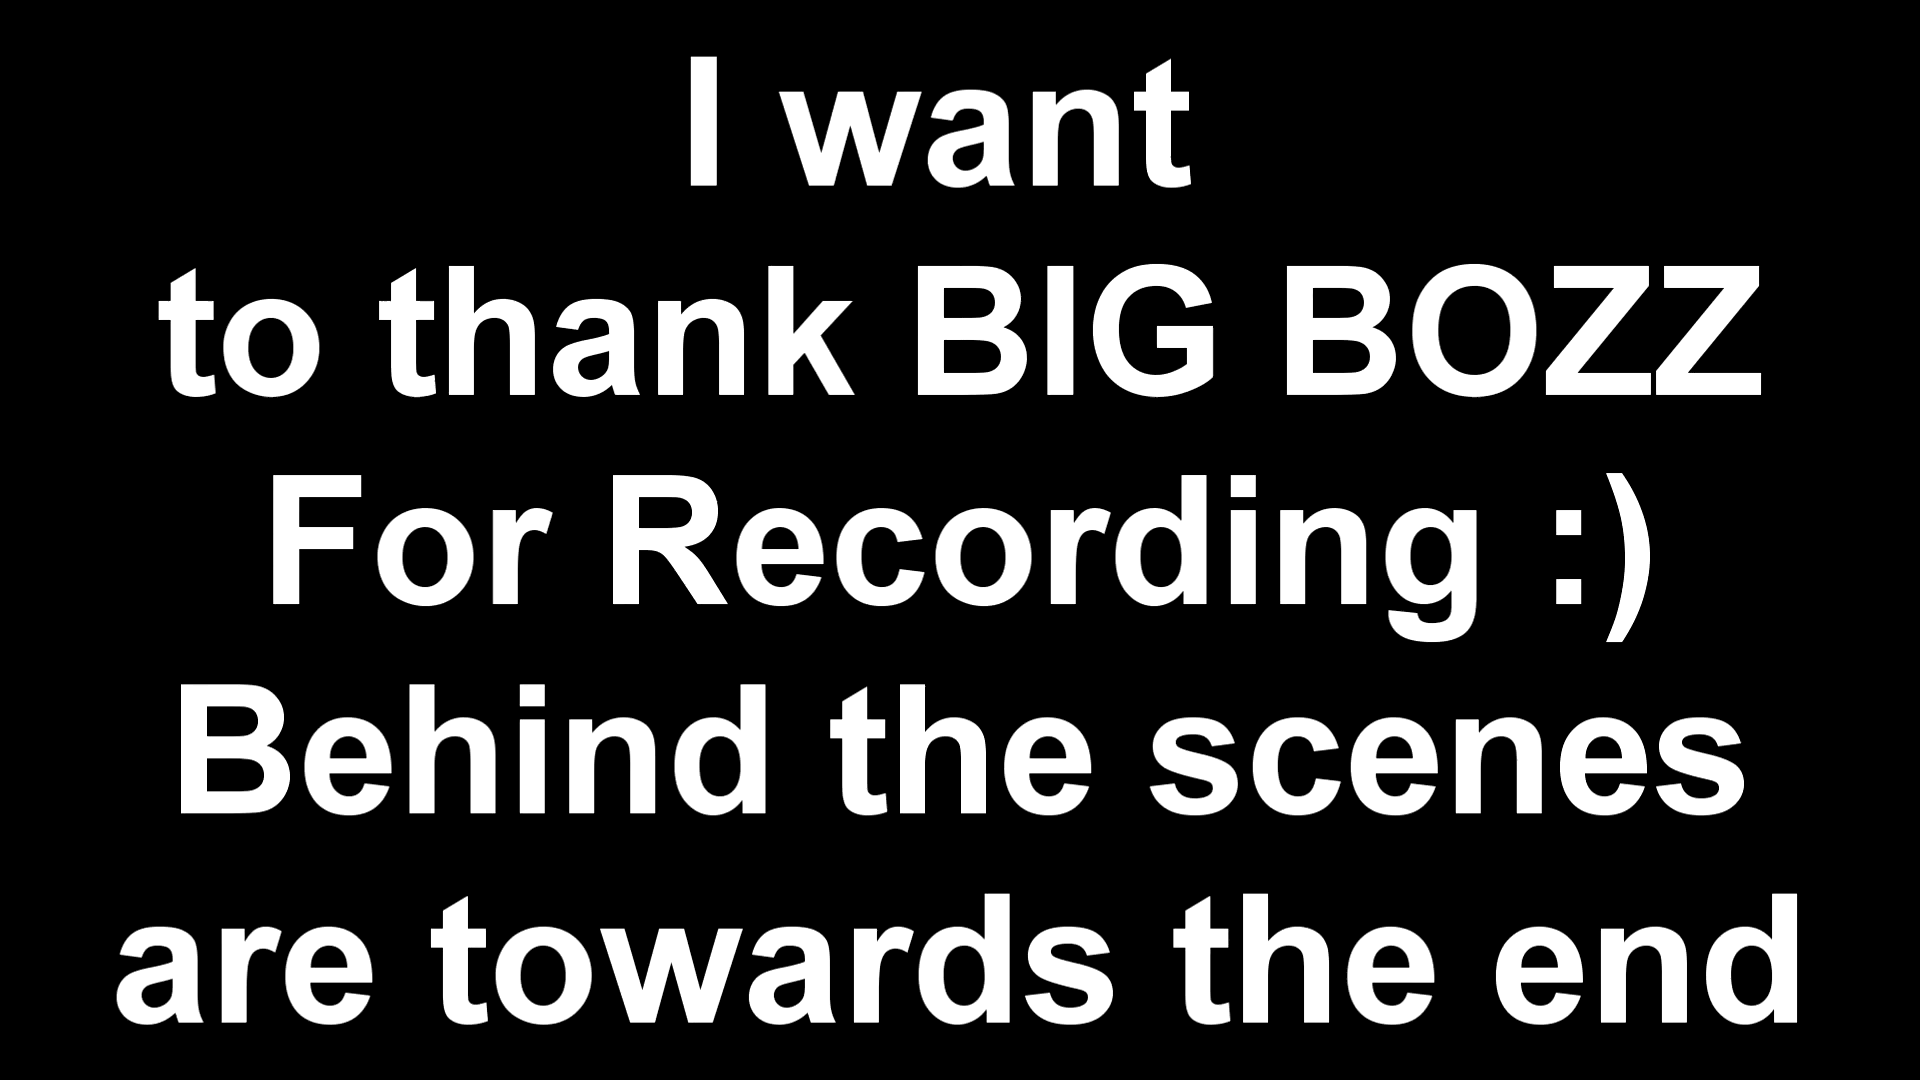 I want
to thank BIG BOZZ
For Recording :)
Behind the scenes
are towards the end